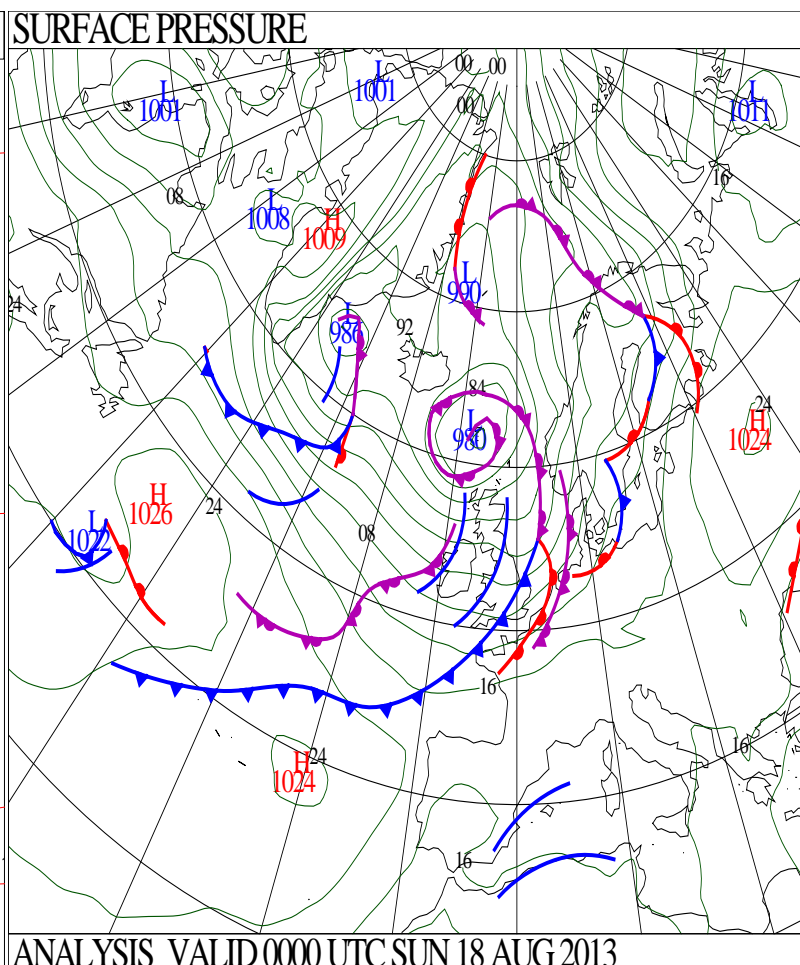 SURFACE PRESSURE
00 00
L
1001
L
1001
00
L
1011
16
08
L
1008
H
1009
L
990
24
L
986
92
84
L
980
24
H
1024
H
1026
24
L
1022
08
16
16
H 24
1024
16
ANALYSIS VALID 0000 UTC SUN 18 AUG 2013